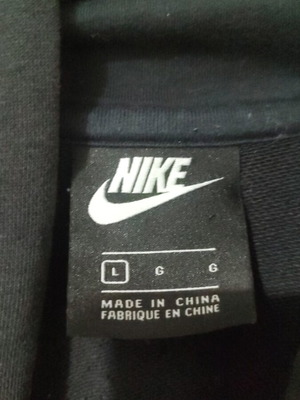 NIKE
L G G
MADE IN CHINA
FABRIQUE EN CHINE